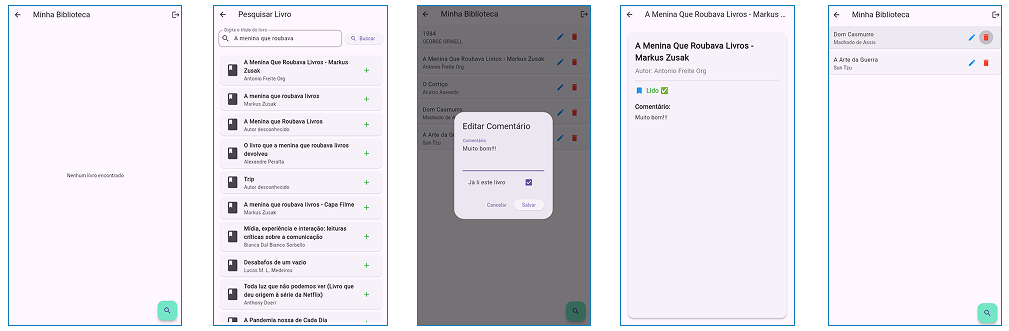 Minha Biblioteca
Nenhum livro encontrado
Pesquisar Livro
Digite o título do livro
A menina que roubava
Buscar
A Menina Que Roubava Livros - Markus
Zusak
Antonio Freite Org
A menina que roubava livros
Markus Zusak
A Menina que Roubava Livros
Autor desconhecido
O livro que a menina que roubava livros
devolveu
Alexandre Peralta
Trip
Autor desconhecido
A menina que roubava livros - Capa Filme
Markus Zusak
Mídia, experiência e interação: leituras
críticas sobre a comunicação
Bianca Dal Bianco Sorbello
Desabafos de um vazio
Lucas M. L. Medeiros
Toda luz que não podemos ver (Livro que
deu origem à série da Netflix)
Anthony Doerr
A Pandemia nossa de Cada Dia
Minha Biblioteca
1984
GEORGE ORWELL
A Menina Que Roubava Livros - Markus Zusak
Antonio Freite Org
O Cortiço
Aluísio Azevedo
Dom Casmurro
Machado de
A Arte da Gu
Sun Tzu
Editar Comentário
Comentário
Muito bom!!!
Já li este livro
Cancelar
Salvar
A Menina Que Roubava Livros - Markus ...
A Menina Que Roubava Livros -
Markus Zusak
Autor: Antonio Freite Org
Lido ✅
Comentário:
Muito bom!!!
Minha Biblioteca
Dom Casmurro
Machado de Assis
A Arte da Guerra
Sun Tzu